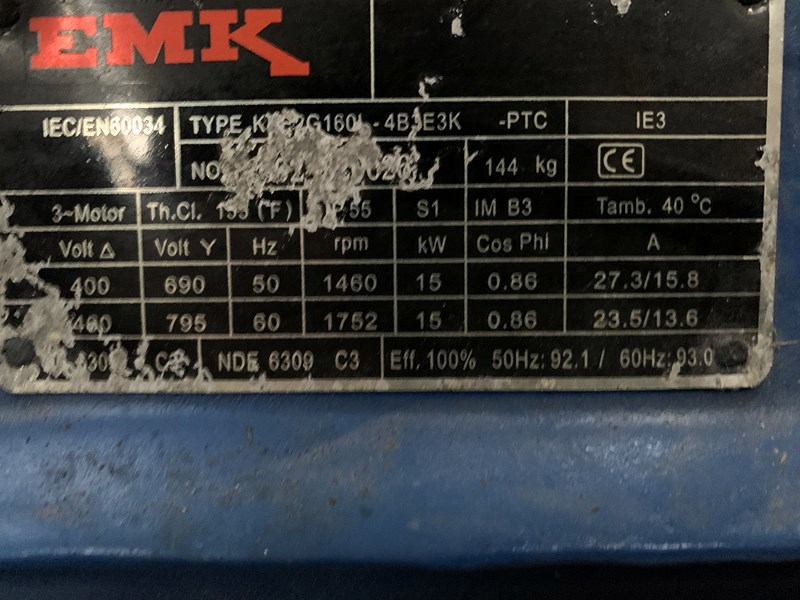 EMK
IEC/EN60034 TYPE G160L-4B3E3K -PTC IE3
NO. 144 kg CE
3~Motor Th.Cl. 155 (F) 55 S1 IM B3 Tamb. 40 °C
Volt Δ Volt Y Hz rpm kW Cos Phi A
400 690 50 1460 15 0.86 27.3/15.8
460 795 60 1752 15 0.86 23.5/13.6
NDE 6309 C3 Eff. 100% 50Hz: 92.1 / 60Hz: 93.0